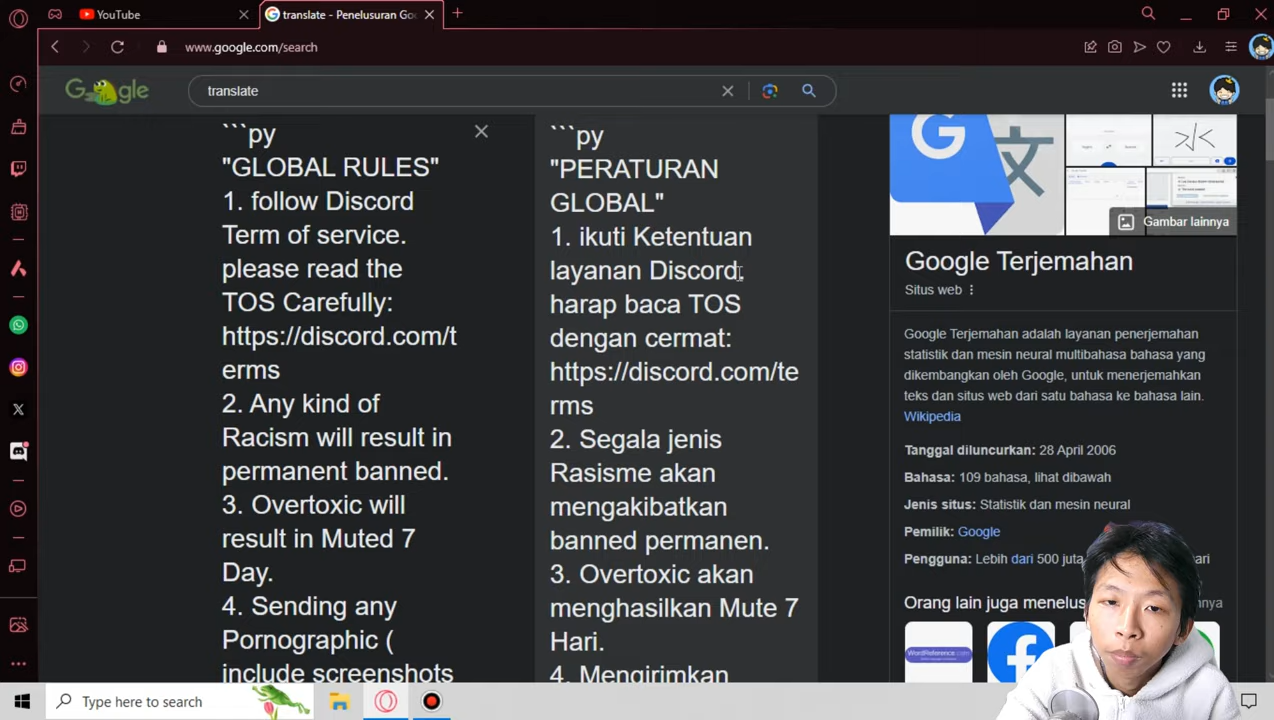 YouTube
translate - Penelusuran Go
www.google.com/search
Google
translate
```py
"GLOBAL RULES"
1. follow Discord
Term of service.
please read the
TOS Carefully:
https://discord.com/t
erms
2. Any kind of
Racism will result in
permanent banned.
3. Overtoxic will
result in Muted 7
Day.
4. Sending any
Pornographic (
include screenshots
```py
"PERATURAN
GLOBAL"
1. ikuti Ketentuan
layanan Discord.
harap baca TOS
dengan cermat:
https://discord.com/te
rms
2. Segala jenis
Rasisme akan
mengakibatkan
banned permanen.
3. Overtoxic akan
menghasilkan Mute 7
Hari.
4. Mengirimkan
Gambar lainnya
Google Terjemahan
Situs web
Google Terjemahan adalah layanan penerjemahan
statistik dan mesin neural multibahasa bahasa yang
dikembangkan oleh Google, untuk menerjemahkan
teks dan situs web dari satu bahasa ke bahasa lain.
Wikipedia
Tanggal diluncurkan: 28 April 2006
Bahasa: 109 bahasa, lihat dibawah
Jenis situs: Statistik dan mesin neural
Pemilik: Google
Pengguna: Lebih dari 500 juta
Orang lain juga menelus
WordReference.com
Type here to search